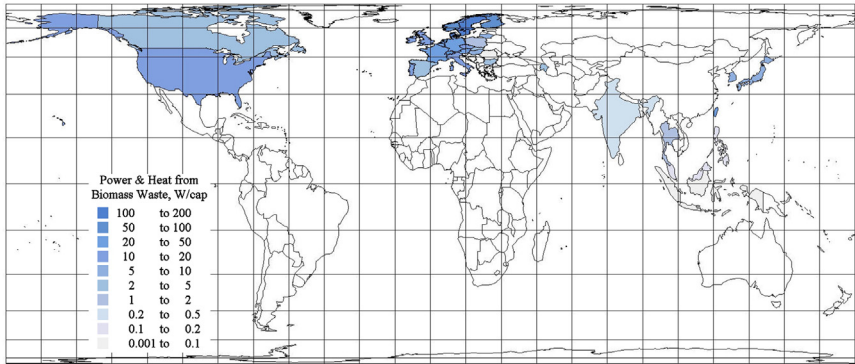 Power & Heat from
Biomass Waste, W/cap
100 to 200
50 to 100
20 to 50
10 to 20
5 to 10
2 to 5
1 to 2
0.2 to 0.5
0.1 to 0.2
0.001 to 0.1